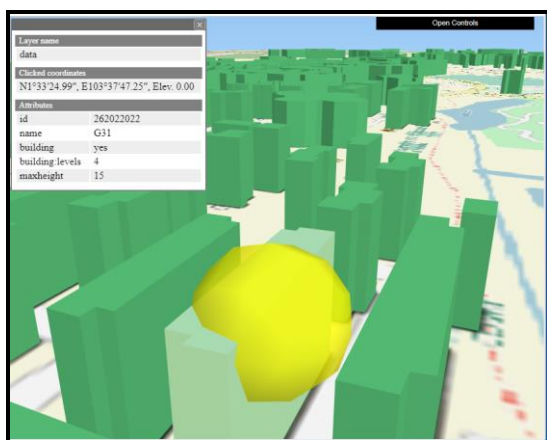 Open Controls
x
Layer name
data
Clicked coordinates
N1°33'24.99", E103°37'47.25", Elev. 0.00
Attributes
id 262022022
name G31
building yes
building:levels 4
maxheight 15